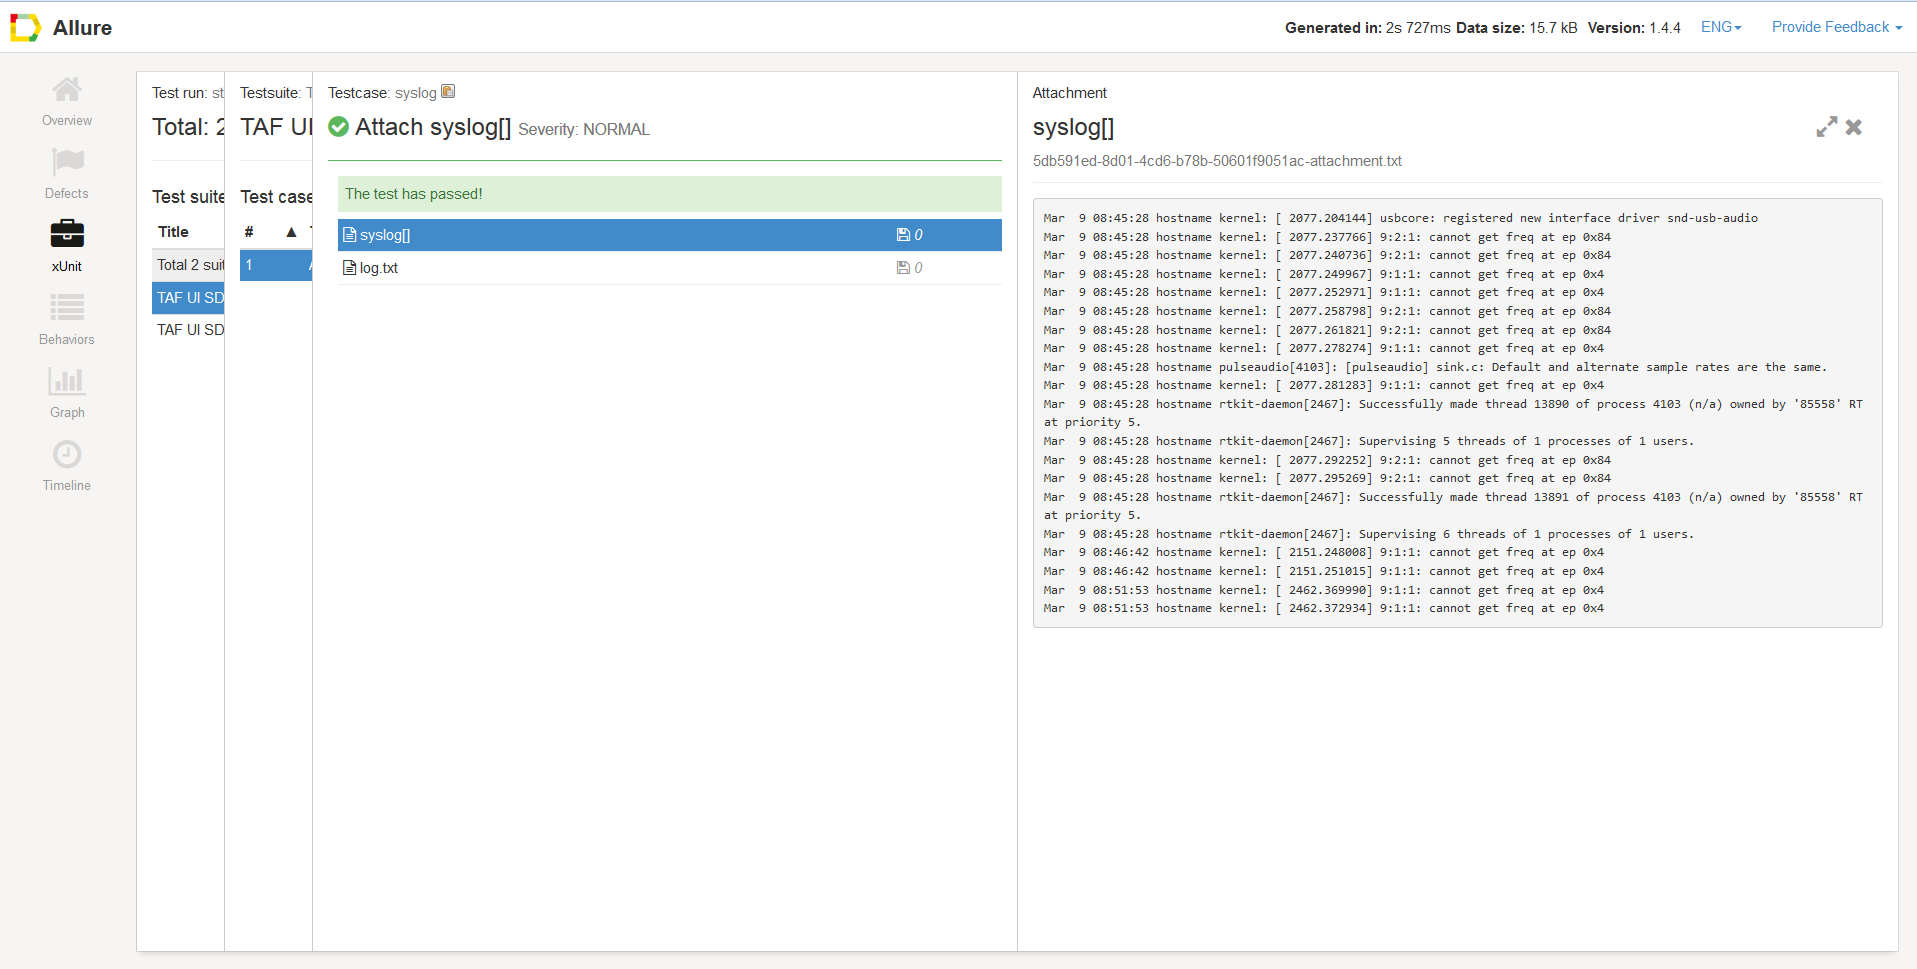 Allure
Generated in: 2s 727ms Data size: 15.7 kB Version: 1.4.4 ENG Provide Feedback
Overview
Defects
xUnit
Behaviors
Graph
Timeline
Test run: st
Total: 2
Test suite
Title
Total 2 suit
TAF UI SD
TAF UI SD
Testsuite: T
TAF UI
Test case
# ▲
1
Testcase: syslog
Attach syslog[] Severity: NORMAL
The test has passed!
syslog[] 0
log.txt 0
Attachment
syslog[]
5db591ed-8d01-4cd6-b78b-50601f9051ac-attachment.txt
Mar  9 08:45:28 hostname kernel: [ 2077.204144] usbcore: registered new interface driver snd-usb-audio
Mar  9 08:45:28 hostname kernel: [ 2077.237766] 9:2:1: cannot get freq at ep 0x84
Mar  9 08:45:28 hostname kernel: [ 2077.240736] 9:2:1: cannot get freq at ep 0x84
Mar  9 08:45:28 hostname kernel: [ 2077.249967] 9:1:1: cannot get freq at ep 0x4
Mar  9 08:45:28 hostname kernel: [ 2077.252971] 9:1:1: cannot get freq at ep 0x4
Mar  9 08:45:28 hostname kernel: [ 2077.258798] 9:2:1: cannot get freq at ep 0x84
Mar  9 08:45:28 hostname kernel: [ 2077.261821] 9:2:1: cannot get freq at ep 0x84
Mar  9 08:45:28 hostname kernel: [ 2077.278274] 9:1:1: cannot get freq at ep 0x4
Mar  9 08:45:28 hostname pulseaudio[4103]: [pulseaudio] sink.c: Default and alternate sample rates are the same.
Mar  9 08:45:28 hostname kernel: [ 2077.281283] 9:1:1: cannot get freq at ep 0x4
Mar  9 08:45:28 hostname rtkit-daemon[2467]: Successfully made thread 13890 of process 4103 (n/a) owned by '85558' RT
at priority 5.
Mar  9 08:45:28 hostname rtkit-daemon[2467]: Supervising 5 threads of 1 processes of 1 users.
Mar  9 08:45:28 hostname kernel: [ 2077.292252] 9:2:1: cannot get freq at ep 0x84
Mar  9 08:45:28 hostname kernel: [ 2077.295269] 9:2:1: cannot get freq at ep 0x84
Mar  9 08:45:28 hostname rtkit-daemon[2467]: Successfully made thread 13891 of process 4103 (n/a) owned by '85558' RT
at priority 5.
Mar  9 08:45:28 hostname rtkit-daemon[2467]: Supervising 6 threads of 1 processes of 1 users.
Mar  9 08:46:42 hostname kernel: [ 2151.248008] 9:1:1: cannot get freq at ep 0x4
Mar  9 08:46:42 hostname kernel: [ 2151.251015] 9:1:1: cannot get freq at ep 0x4
Mar  9 08:51:53 hostname kernel: [ 2462.369990] 9:1:1: cannot get freq at ep 0x4
Mar  9 08:51:53 hostname kernel: [ 2462.372934] 9:1:1: cannot get freq at ep 0x4